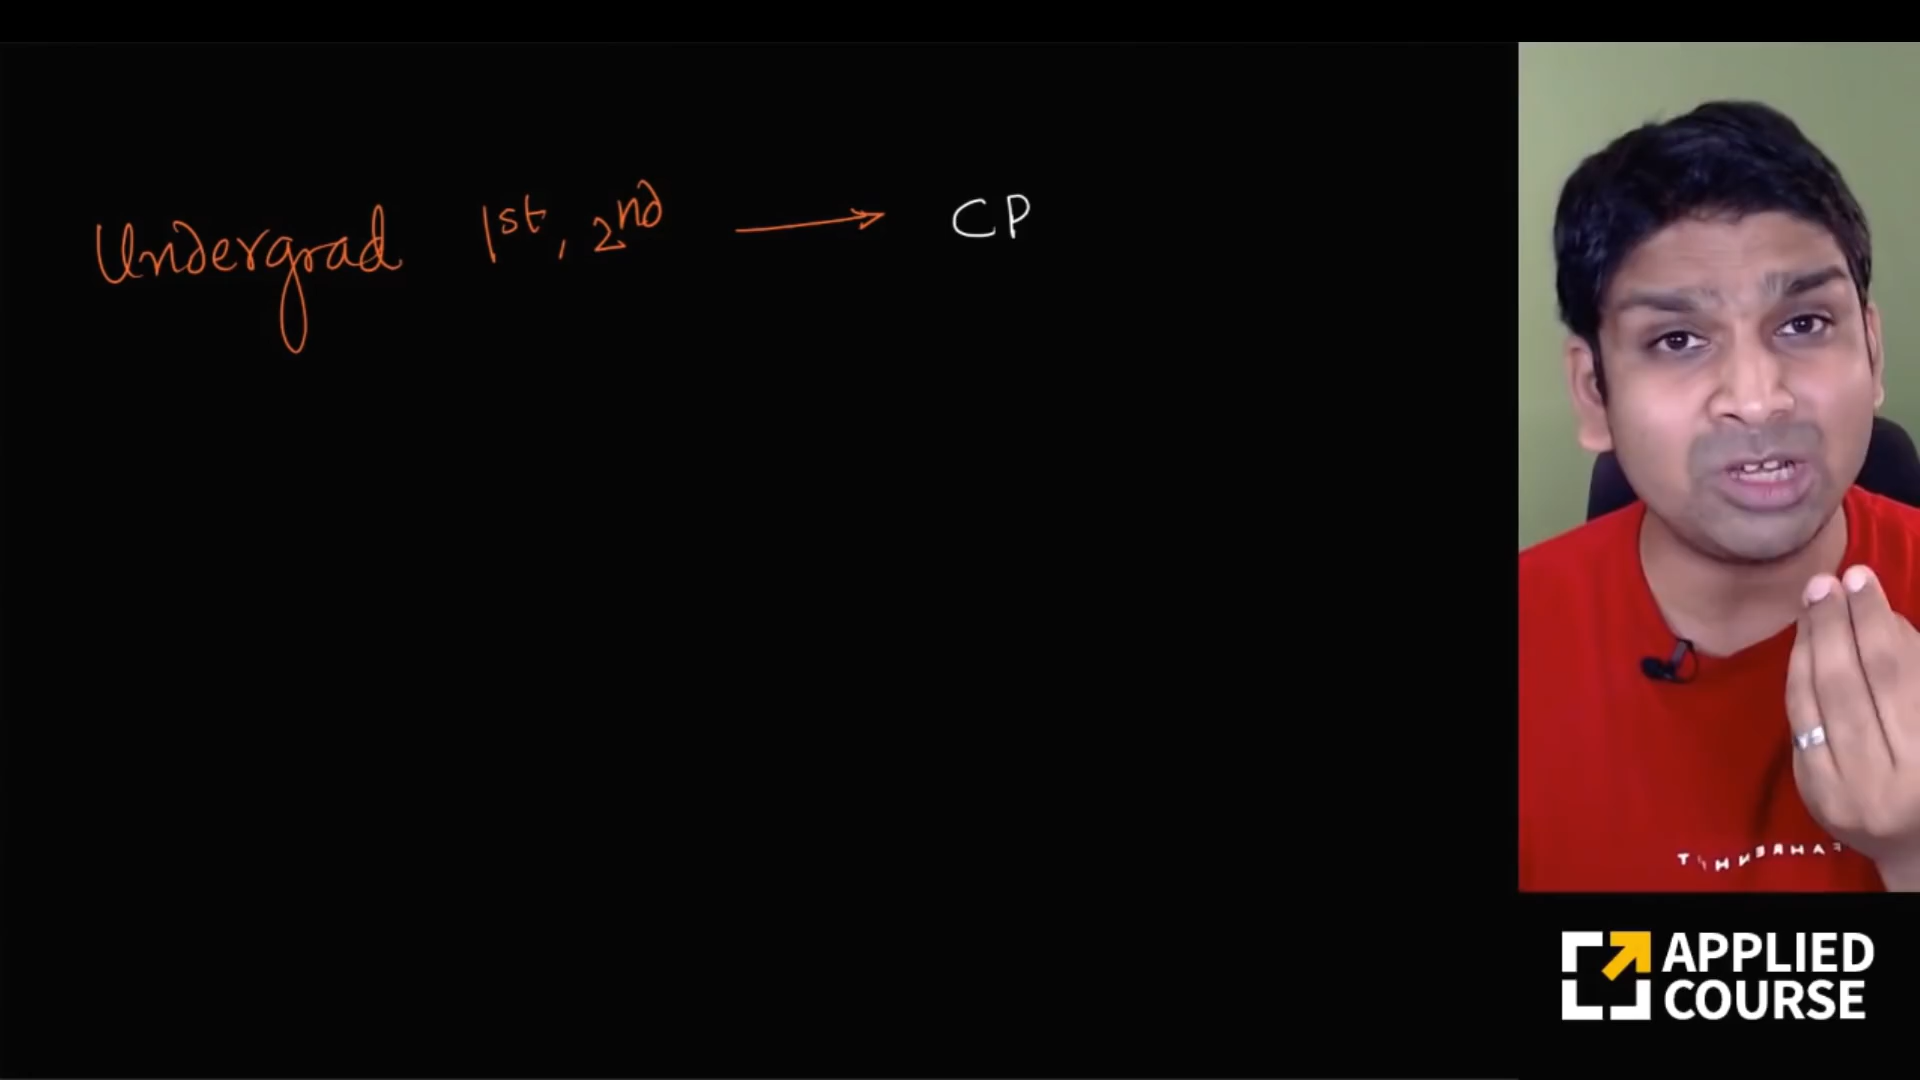 Undergrad 1st, 2nd → CP
APPLIED
COURSE